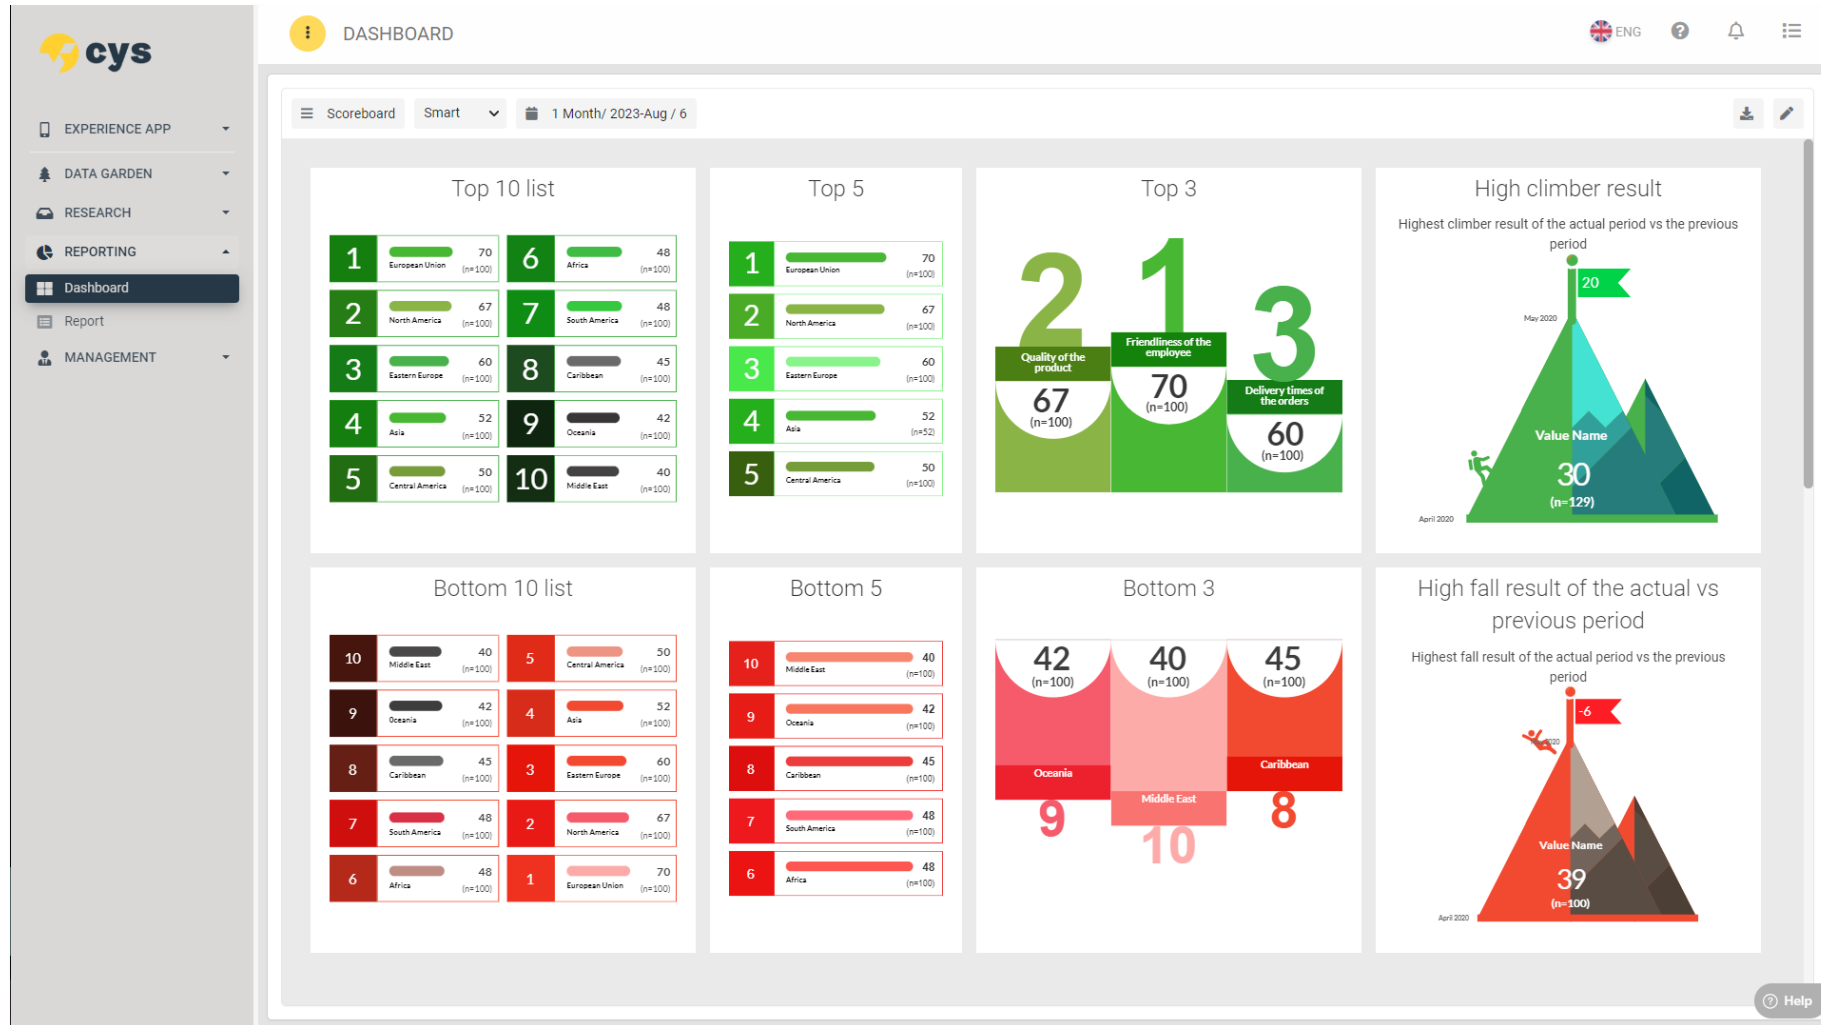 cys
DASHBOARD
ENG
EXPERIENCE APP
DATA GARDEN
RESEARCH
REPORTING
Dashboard
Report
MANAGEMENT
Scoreboard
Smart
1 Month/ 2023-Aug / 6
Top 10 list
1
European Union
70
(n=100)
2
North America
67
(n=100)
3
Eastern Europe
60
(n=100)
4
Asia
52
(n=100)
5
Central America
50
(n=100)
6
Africa
48
(n=100)
7
South America
48
(n=100)
8
Caribbean
45
(n=100)
9
Oceania
42
(n=100)
10
Middle East
40
(n=100)
Top 5
1
European Union
70
(n=100)
2
North America
67
(n=100)
3
Eastern Europe
60
(n=100)
4
Asia
52
(n=52)
5
Central America
50
(n=100)
Top 3
2
Quality of the
product
67
(n=100)
1
Friendliness of the
employee
70
(n=100)
3
Delivery times of
the orders
60
(n=100)
High climber result
Highest climber result of the actual period vs the previous
period
20
May 2020
Value Name
30
(n=129)
April 2020
Bottom 10 list
10
Middle East
40
(n=100)
9
Oceania
42
(n=100)
8
Caribbean
45
(n=100)
7
South America
48
(n=100)
6
Africa
48
(n=100)
5
Central America
50
(n=100)
4
Asia
52
(n=100)
3
Eastern Europe
60
(n=100)
2
North America
67
(n=100)
1
European Union
70
(n=100)
Bottom 5
10
Middle East
40
(n=100)
9
Oceania
42
(n=100)
8
Caribbean
45
(n=100)
7
South America
48
(n=100)
6
Africa
48
(n=100)
Bottom 3
42
(n=100)
Oceania
9
40
(n=100)
Middle East
10
45
(n=100)
Caribbean
8
High fall result of the actual vs
previous period
Highest fall result of the actual period vs the previous
period
-6
2020
Value Name
39
(n=100)
April 2020
Help